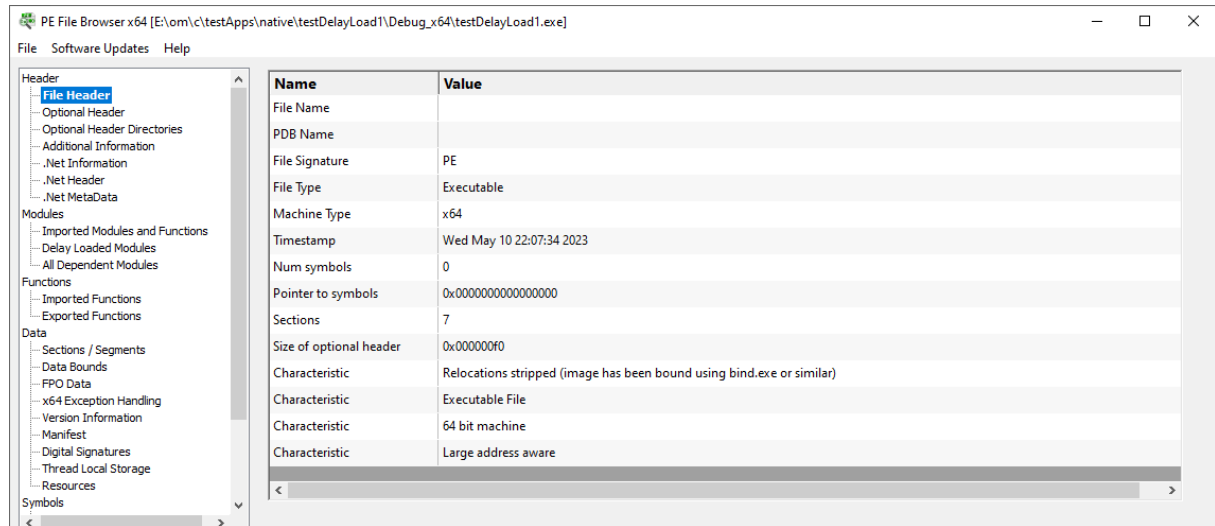 PE File Browser x64 [E:\om\c\testApps\native\testDelayLoad1\Debug_x64\testDelayLoad1.exe]
File Software Updates Help
Header
File Header
Optional Header
Optional Header Directories
Additional Information
.Net Information
.Net Header
.Net MetaData
Modules
Imported Modules and Functions
Delay Loaded Modules
All Dependent Modules
Functions
Imported Functions
Exported Functions
Data
Sections / Segments
Data Bounds
FPO Data
x64 Exception Handling
Version Information
Manifest
Digital Signatures
Thread Local Storage
Resources
Symbols
Name Value
File Name
PDB Name
File Signature PE
File Type Executable
Machine Type x64
Timestamp Wed May 10 22:07:34 2023
Num symbols 0
Pointer to symbols 0x0000000000000000
Sections 7
Size of optional header 0x000000f0
Characteristic Relocations stripped (image has been bound using bind.exe or similar)
Characteristic Executable File
Characteristic 64 bit machine
Characteristic Large address aware